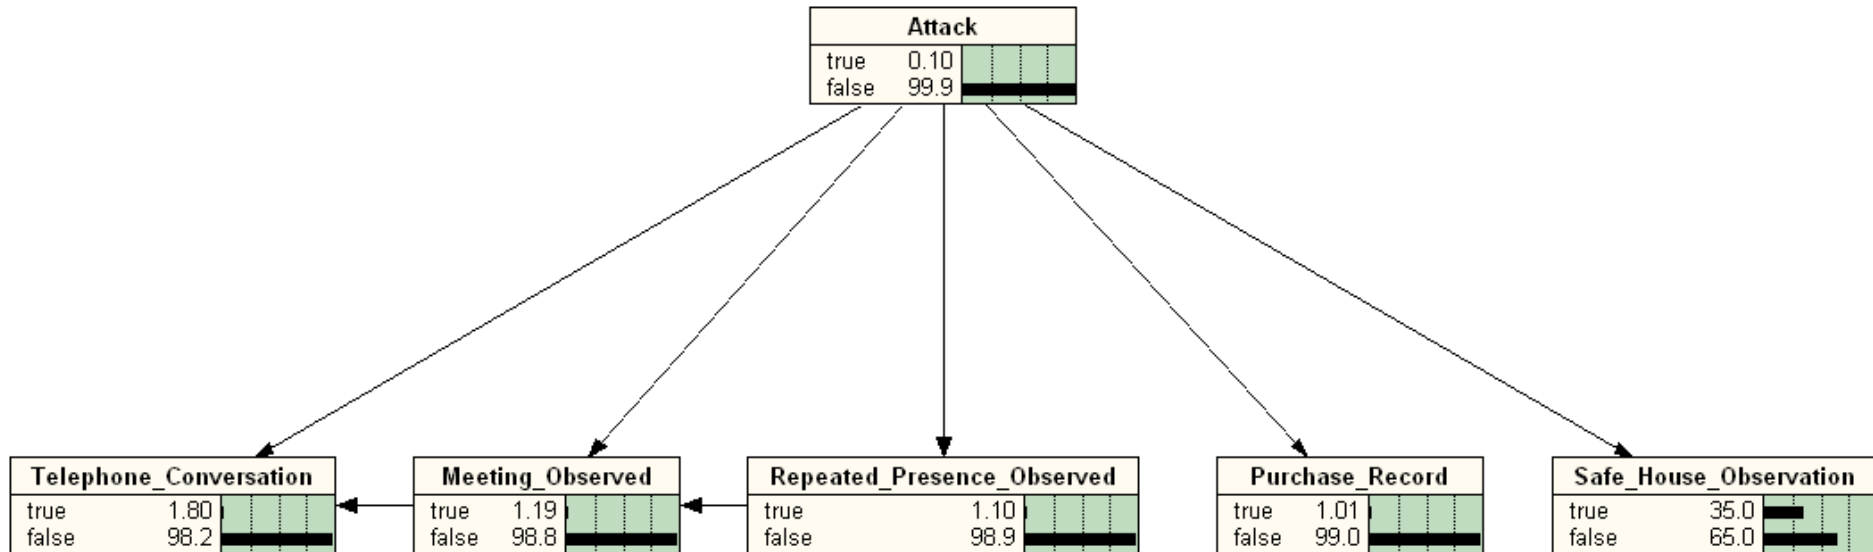 Attack
true 0.10
false 99.9
Telephone_Conversation
true 1.80
false 98.2
Meeting_Observed
true 1.19
false 98.8
Repeated_Presence_Observed
true 1.10
false 98.9
Purchase_Record
true 1.01
false 99.0
Safe_House_Observation
true 35.0
false 65.0